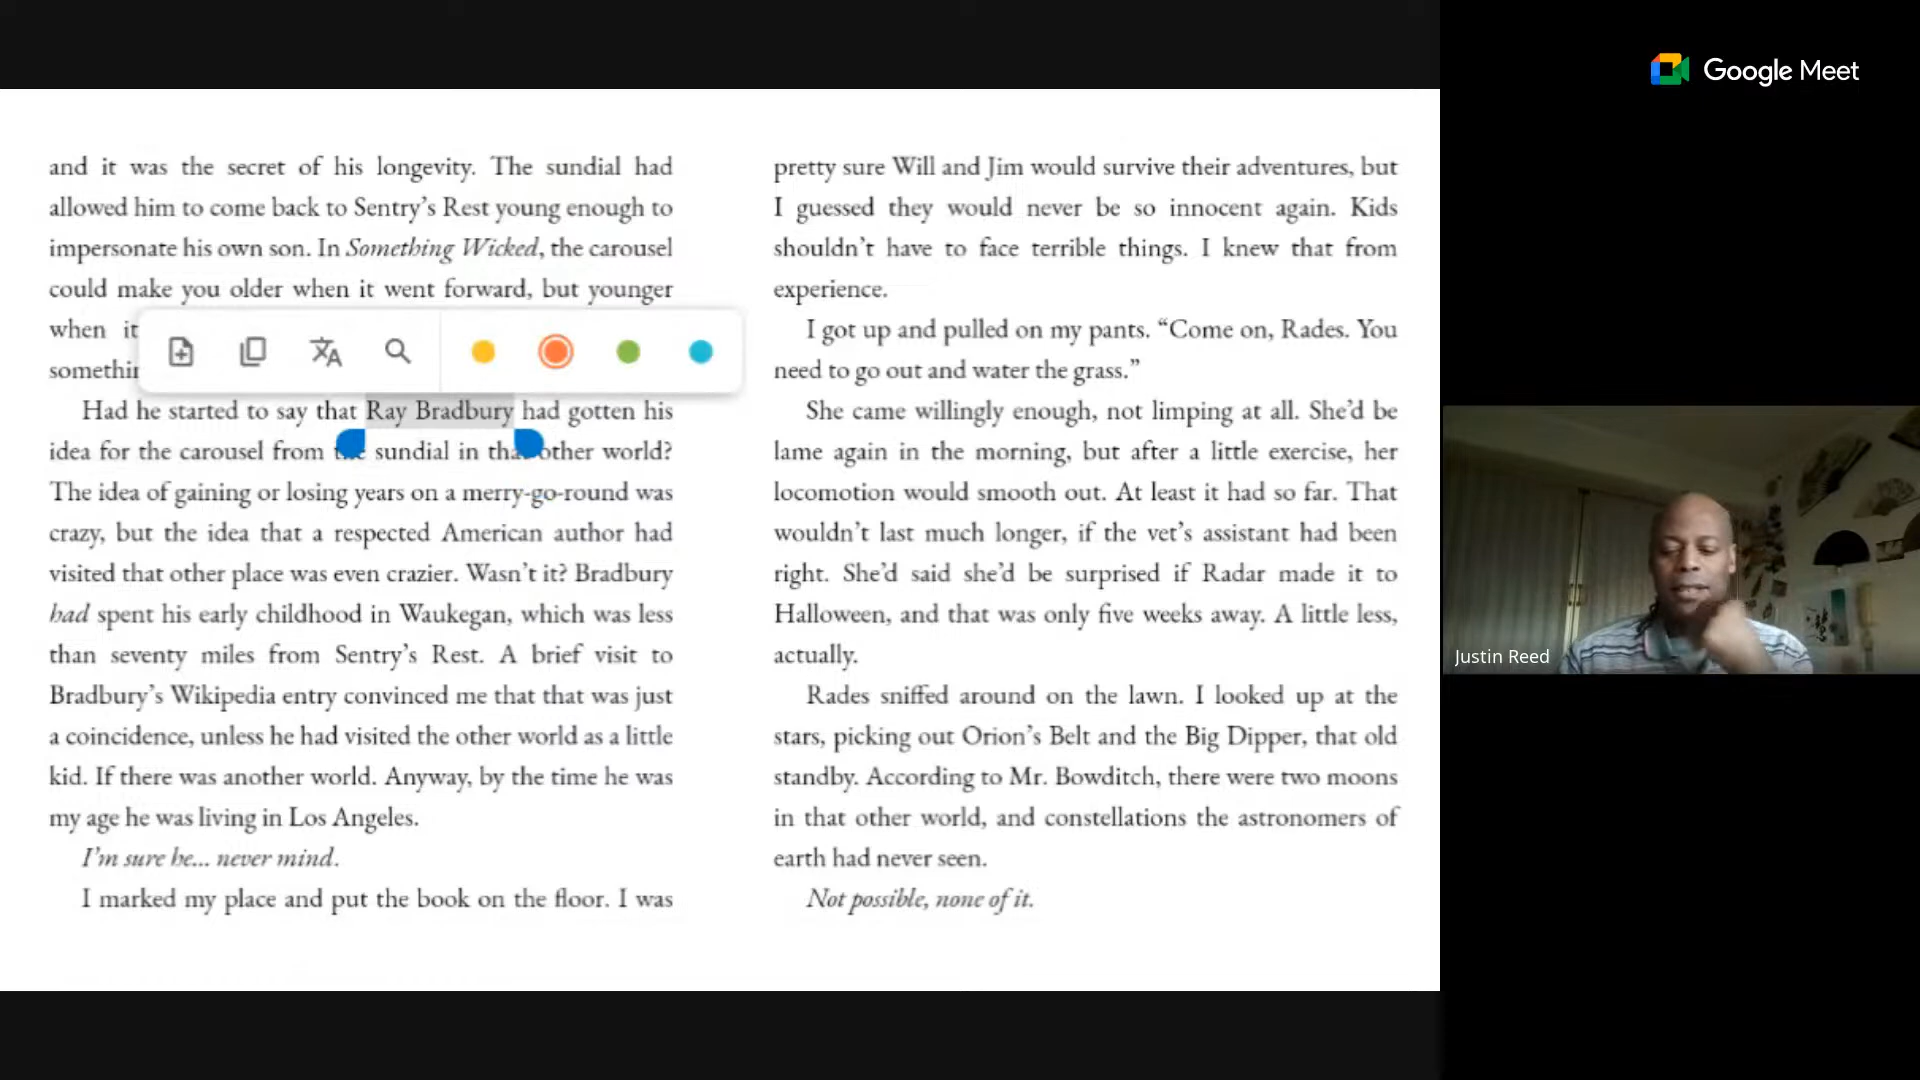 and it was the secret of his longevity. The sundial had
allowed him to come back to Sentry’s Rest young enough to
impersonate his own son. In Something Wicked, the carousel
could make you older when it went forward, but younger
when it
Had he started to say that Ray Bradbury had gotten his
idea for the carousel from sundial in other world?
The idea of gaining or losing years on a merry-go-round was
crazy, but the idea that a respected American author had
visited that other place was even crazier. Wasn’t it? Bradbury
had spent his early childhood in Waukegan, which was less
than seventy miles from Sentry’s Rest. A brief visit to
Bradbury’s Wikipedia entry convinced me that that was just
a coincidence, unless he had visited the other world as a little
kid. If there was another world. Anyway, by the time he was
my age he was living in Los Angeles.
I’m sure he... never mind.
I marked my place and put the book on the floor. I was
pretty sure Will and Jim would survive their adventures, but
I guessed they would never be so innocent again. Kids
shouldn’t have to face terrible things. I knew that from
experience.
I got up and pulled on my pants. “Come on, Rades. You
need to go out and water the grass.”
She came willingly enough, not limping at all. She’d be
lame again in the morning, but after a little exercise, her
locomotion would smooth out. At least it had so far. That
wouldn’t last much longer, if the vet’s assistant had been
right. She’d said she’d be surprised if Radar made it to
Halloween, and that was only five weeks away. A little less,
actually.
Rades sniffed around on the lawn. I looked up at the
stars, picking out Orion’s Belt and the Big Dipper, that old
standby. According to Mr. Bowditch, there were two moons
in that other world, and constellations the astronomers of
earth had never seen.
Not possible, none of it.
Google Meet
Justin Reed